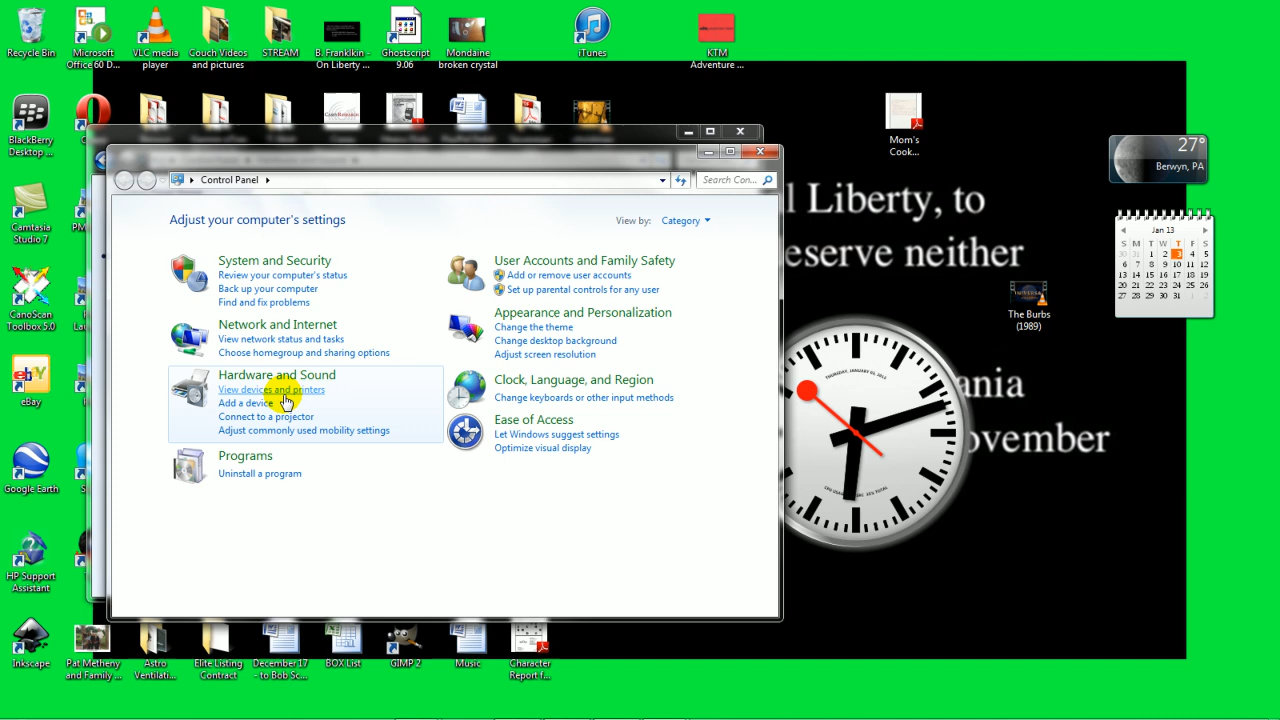 Recycle Bin
Microsoft Office 60 D...
VLC media player
Couch Videos and pictures
STREAM
B. Franlikin - On Liberty ...
Ghostscript 9.06
Mondaine broken crystal
iTunes
KTM Adventure ...
BlackBerry Desktop ...
Mom's Cook...
27°
Berwyn, PA
Control Panel
Search Con...
Adjust your computer's settings
View by: Category
System and Security
Review your computer's status
Back up your computer
Find and fix problems
Network and Internet
View network status and tasks
Choose homegroup and sharing options
Hardware and Sound
View devices and printers
Add a device
Connect to a projector
Adjust commonly used mobility settings
Programs
Uninstall a program
User Accounts and Family Safety
Add or remove user accounts
Set up parental controls for any user
Appearance and Personalization
Change the theme
Change desktop background
Adjust screen resolution
Clock, Language, and Region
Change keyboards or other input methods
Ease of Access
Let Windows suggest settings
Optimize visual display
l Liberty, to
eserve neither
ania
ovember
Jan 13
S M T W T F S
30 31 1 2 3 4 5
6 7 8 9 10 11 12
13 14 15 16 17 18 19
20 21 22 23 24 25 26
27 28 29 30 31 1 2
The Burbs (1989)
Camtasia Studio 7
CanoScan Toolbox 5.0
eBay
Google Earth
HP Support Assistant
Inkscape
Pat Metheny and Family ...
Astro Ventilati...
Elite Listing Contract
December 17 - to Bob Sc...
BOX List
GIMP 2
Music
Character Report f...